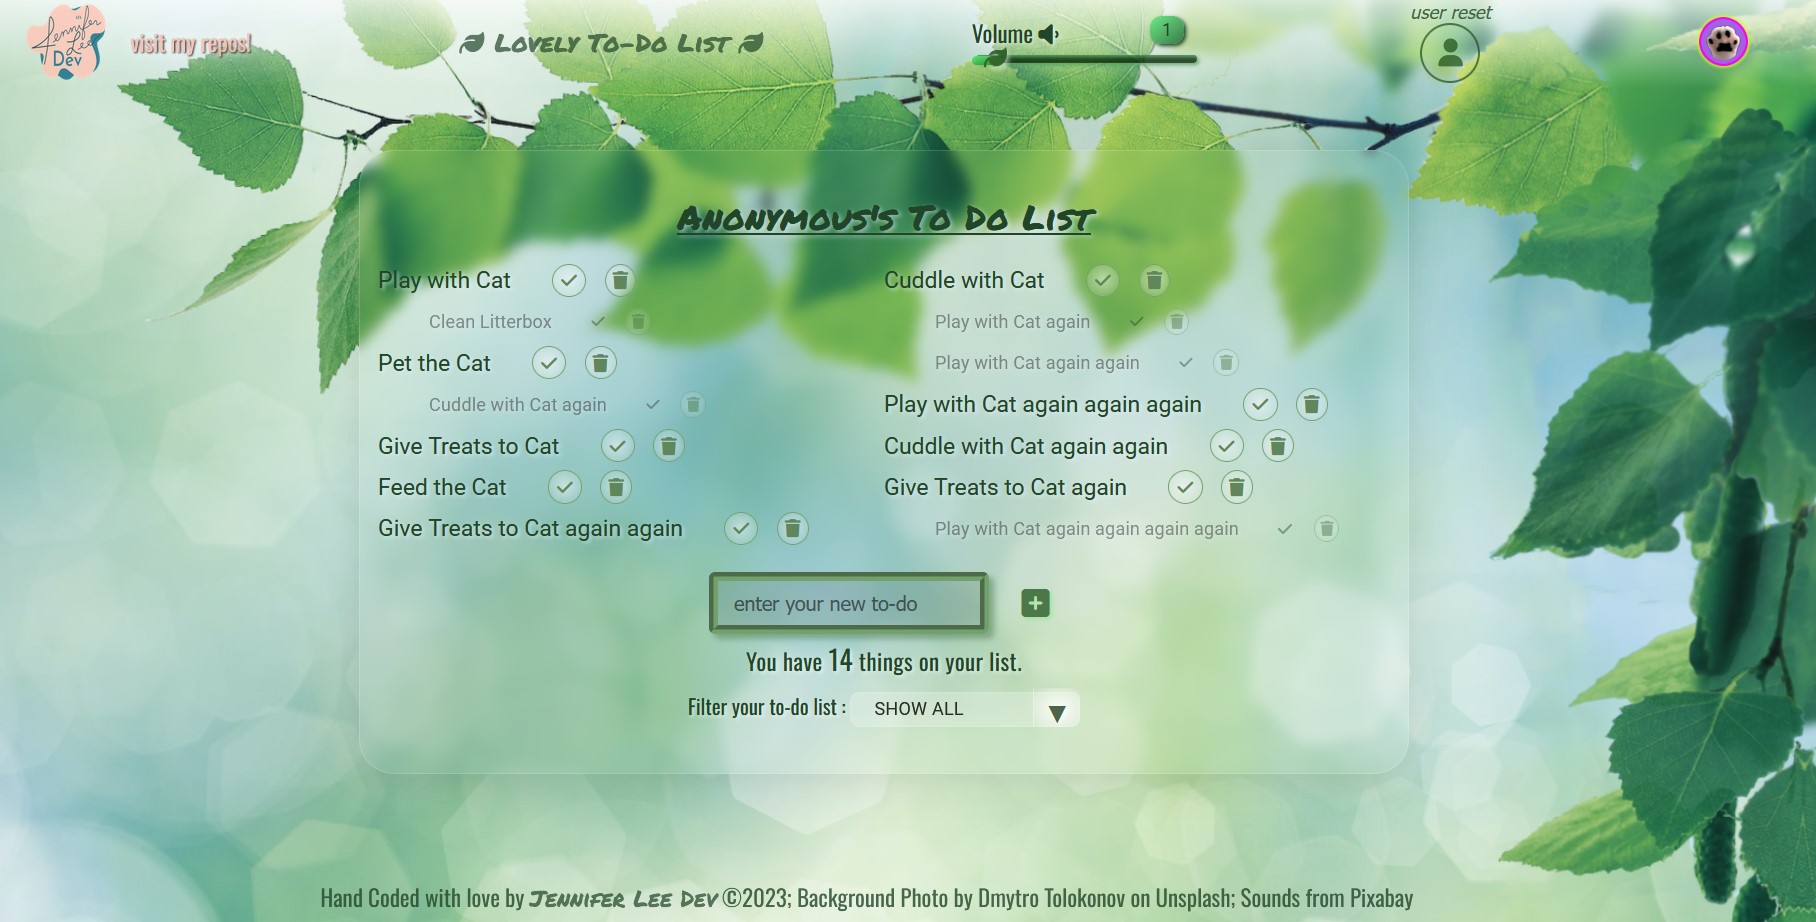 Jennifer
in
Lee
Dev
visit my repos!
Lovely To-Do List
Volume
1
user reset
Anonymous's To Do List
Play with Cat
Clean Litterbox
Pet the Cat
Cuddle with Cat again
Give Treats to Cat
Feed the Cat
Give Treats to Cat again again
Cuddle with Cat
Play with Cat again
Play with Cat again again
Play with Cat again again again
Cuddle with Cat again again
Give Treats to Cat again
Play with Cat again again again again
enter your new to-do
You have 14 things on your list.
Filter your to-do list : SHOW ALL
Hand Coded with love by Jennifer Lee Dev ©2023; Background Photo by Dmytro Tolokonov on Unsplash; Sounds from Pixabay